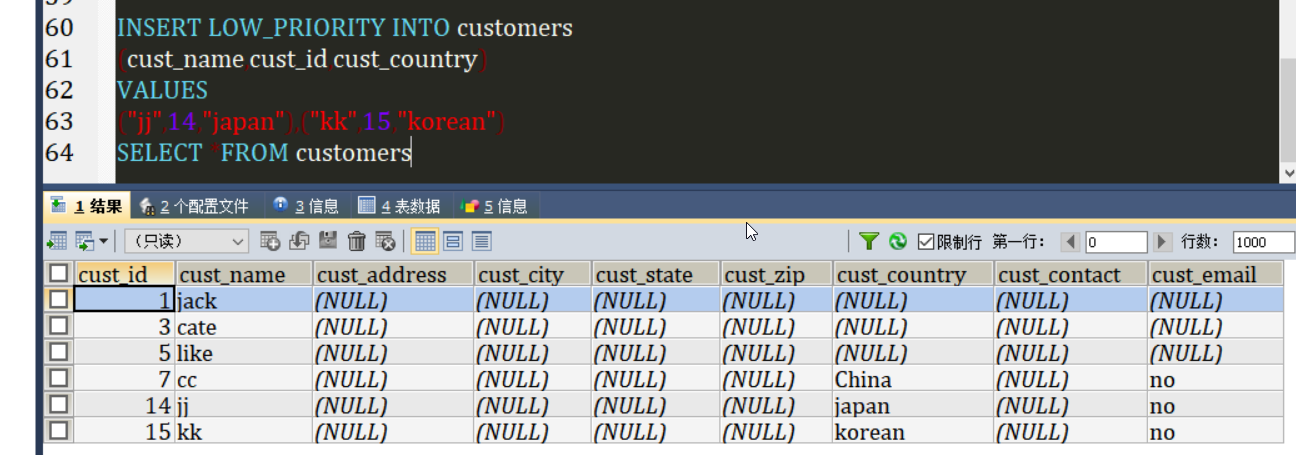 60 INSERT LOW_PRIORITY INTO customers
61 (cust_name,cust_id,cust_country)
62 VALUES
63 ("jj",14,"japan"),("kk",15,"korean")
64 SELECT *FROM customers
1 结果 2 个配置文件 3 信息 4 表数据 5 信息
(只读) 限制行 第一行: 0 行数: 1000
cust_id cust_name cust_address cust_city cust_state cust_zip cust_country cust_contact cust_email
1 jack (NULL) (NULL) (NULL) (NULL) (NULL) (NULL) (NULL)
3 cate (NULL) (NULL) (NULL) (NULL) (NULL) (NULL) (NULL)
5 like (NULL) (NULL) (NULL) (NULL) (NULL) (NULL) (NULL)
7 cc (NULL) (NULL) (NULL) (NULL) China (NULL) no
14 jj (NULL) (NULL) (NULL) (NULL) japan (NULL) no
15 kk (NULL) (NULL) (NULL) (NULL) korean (NULL) no